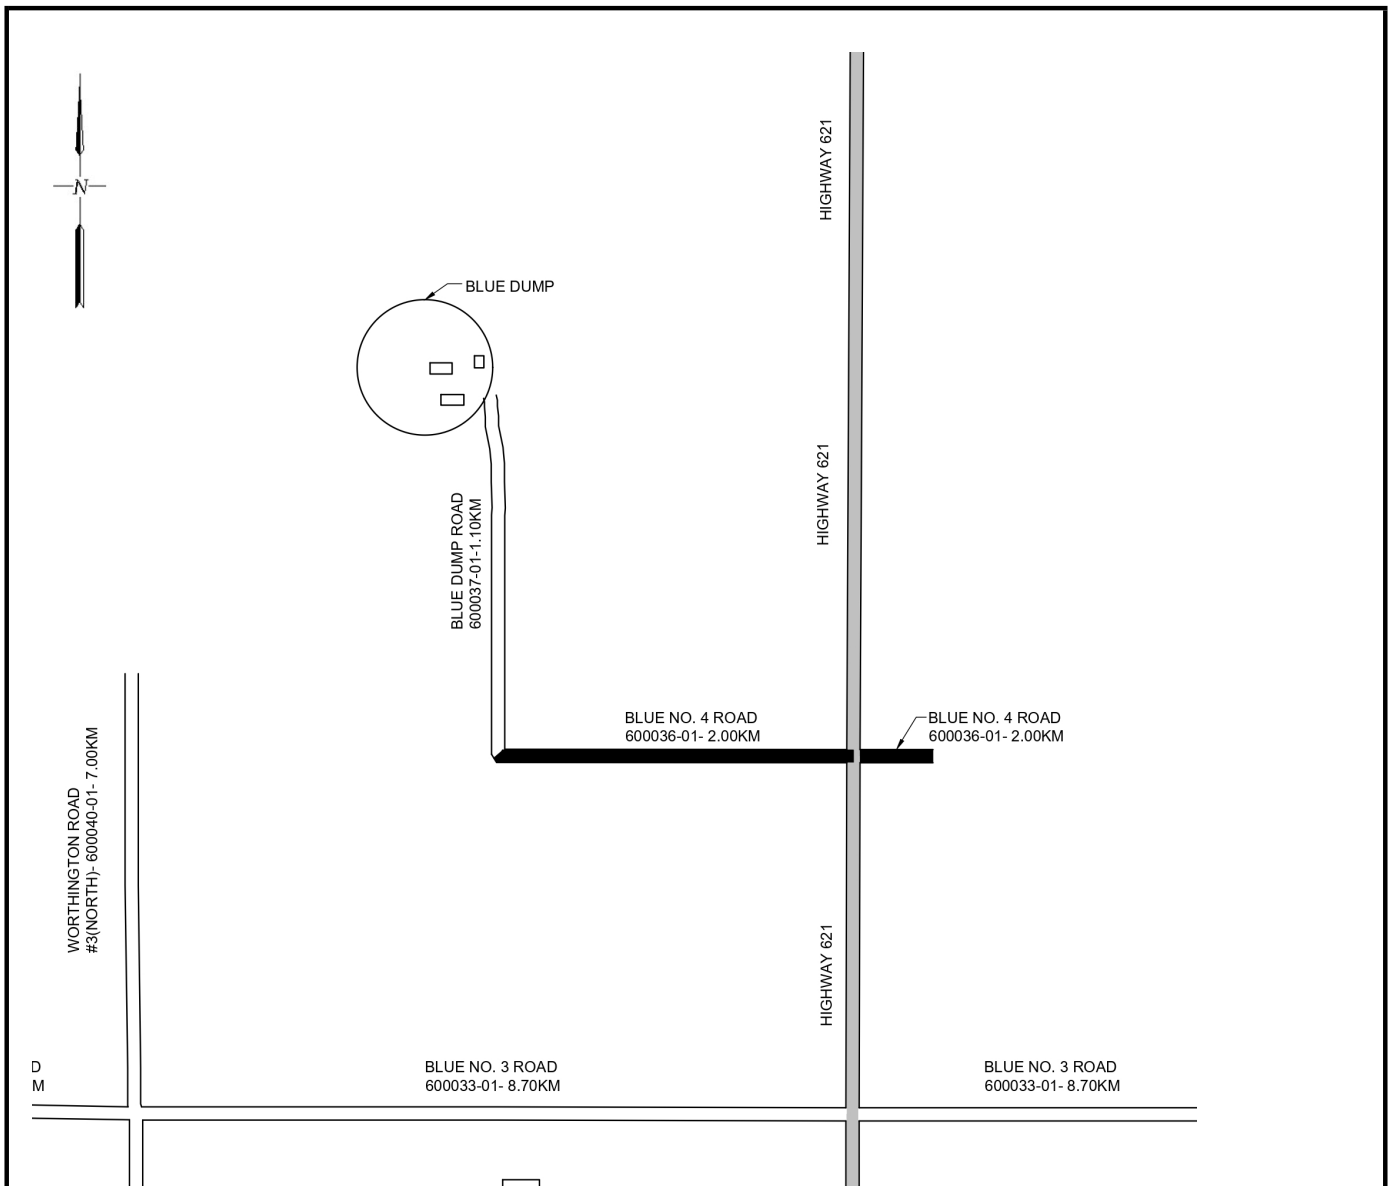 HIGHWAY 621
N
BLUE DUMP
HIGHWAY 621
BLUE DUMP ROAD
600037-01-1.10KM
BLUE NO. 4 ROAD
600036-01- 2.00KM
BLUE NO. 4 ROAD
600036-01- 2.00KM
WORTHINGTON ROAD
#3(NORTH)- 600040-01- 7.00KM
HIGHWAY 621
D
M
BLUE NO. 3 ROAD
600033-01- 8.70KM
BLUE NO. 3 ROAD
600033-01- 8.70KM